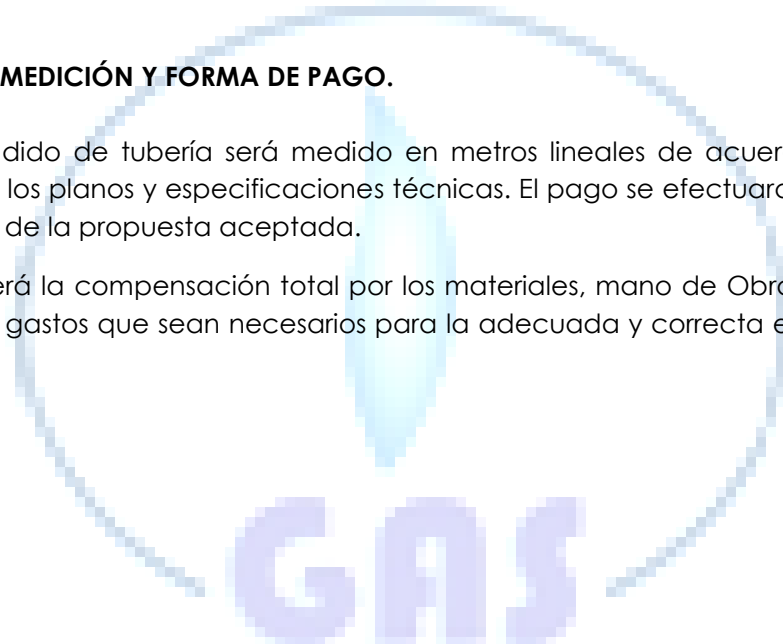 MEDICIÓN Y FORMA DE PAGO.
dido de tubería será medido en metros lineales de acuer
los planos y especificaciones técnicas. El pago se efectuar
de la propuesta aceptada.
erá la compensación total por los materiales, mano de Obra
gastos que sean necesarios para la adecuada y correcta e
GAS